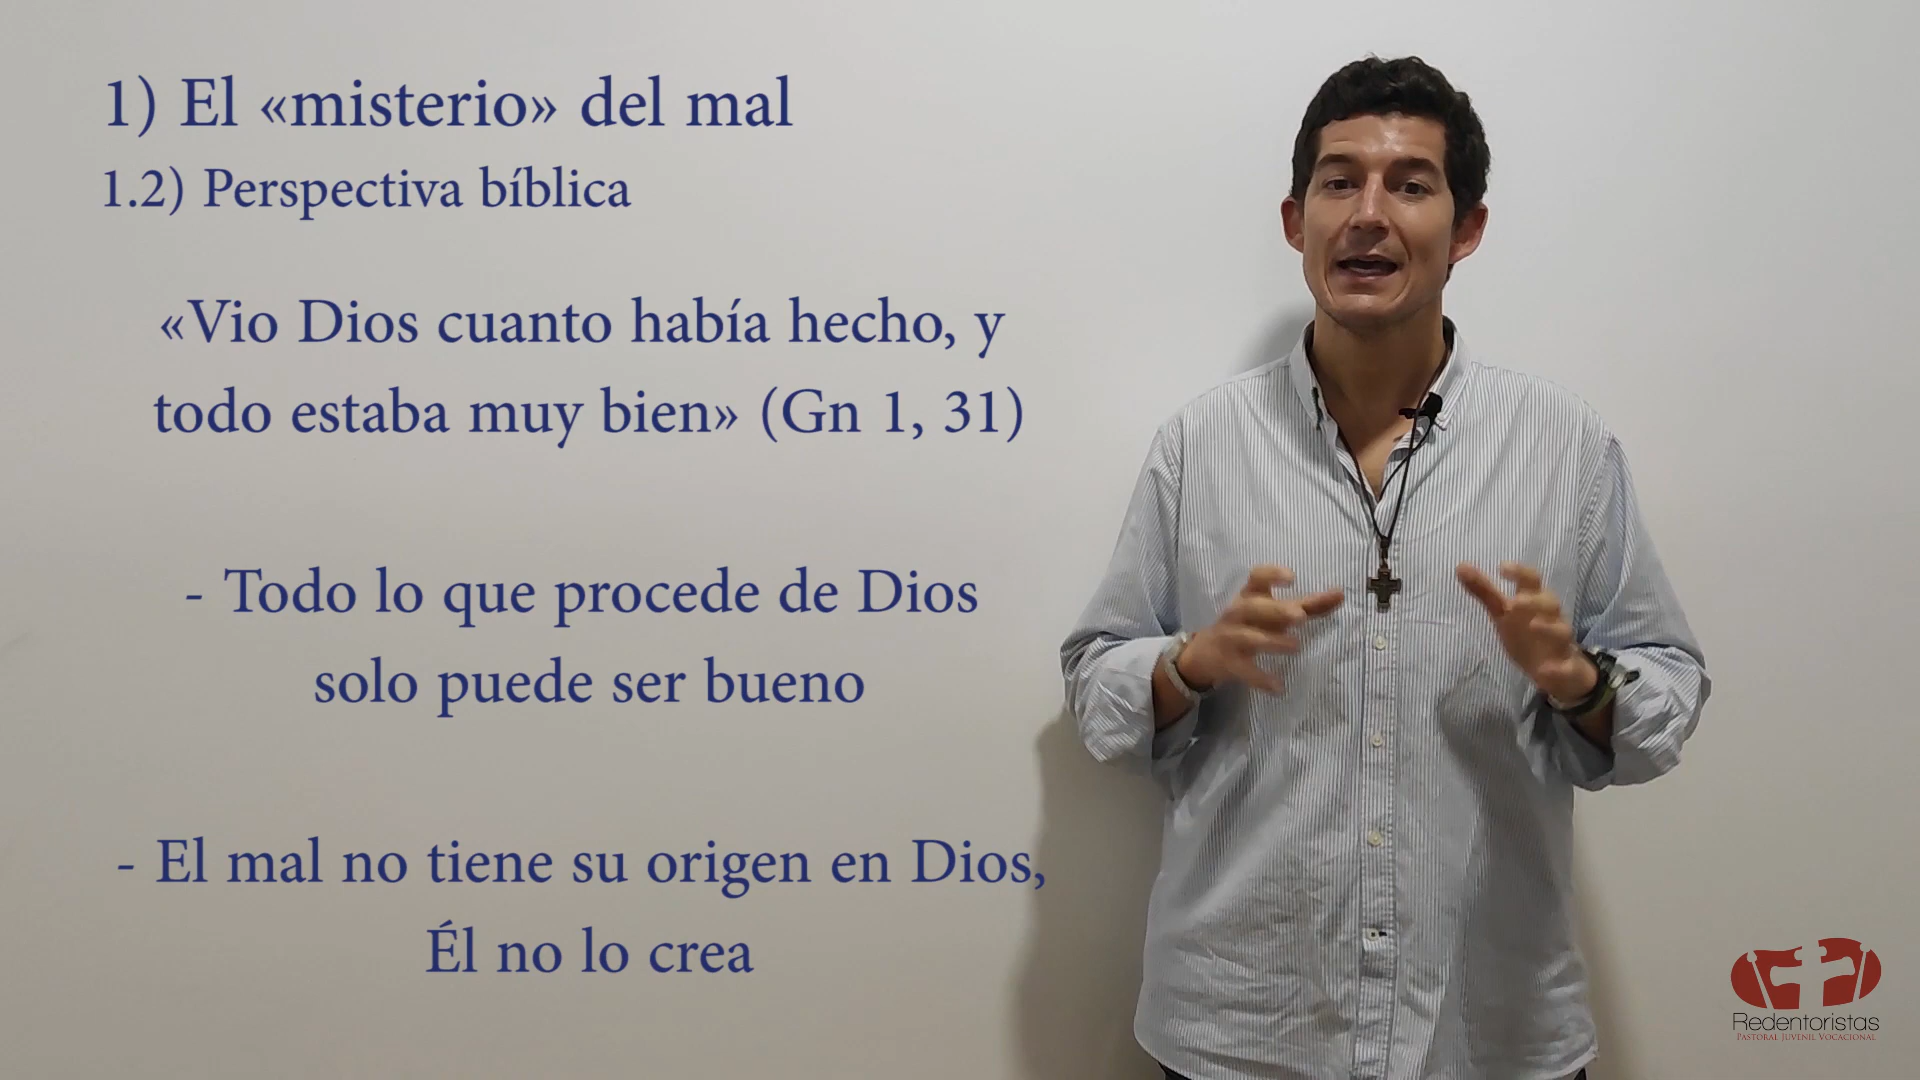 1) El «misterio» del mal
1.2) Perspectiva bíblica
«Vio Dios cuanto había hecho, y
todo estaba muy bien» (Gn 1, 31)
- Todo lo que procede de Dios
solo puede ser bueno
- El mal no tiene su origen en Dios,
Él no lo crea
Redentoristas
PASTORAL JUVENIL VOCACIONAL